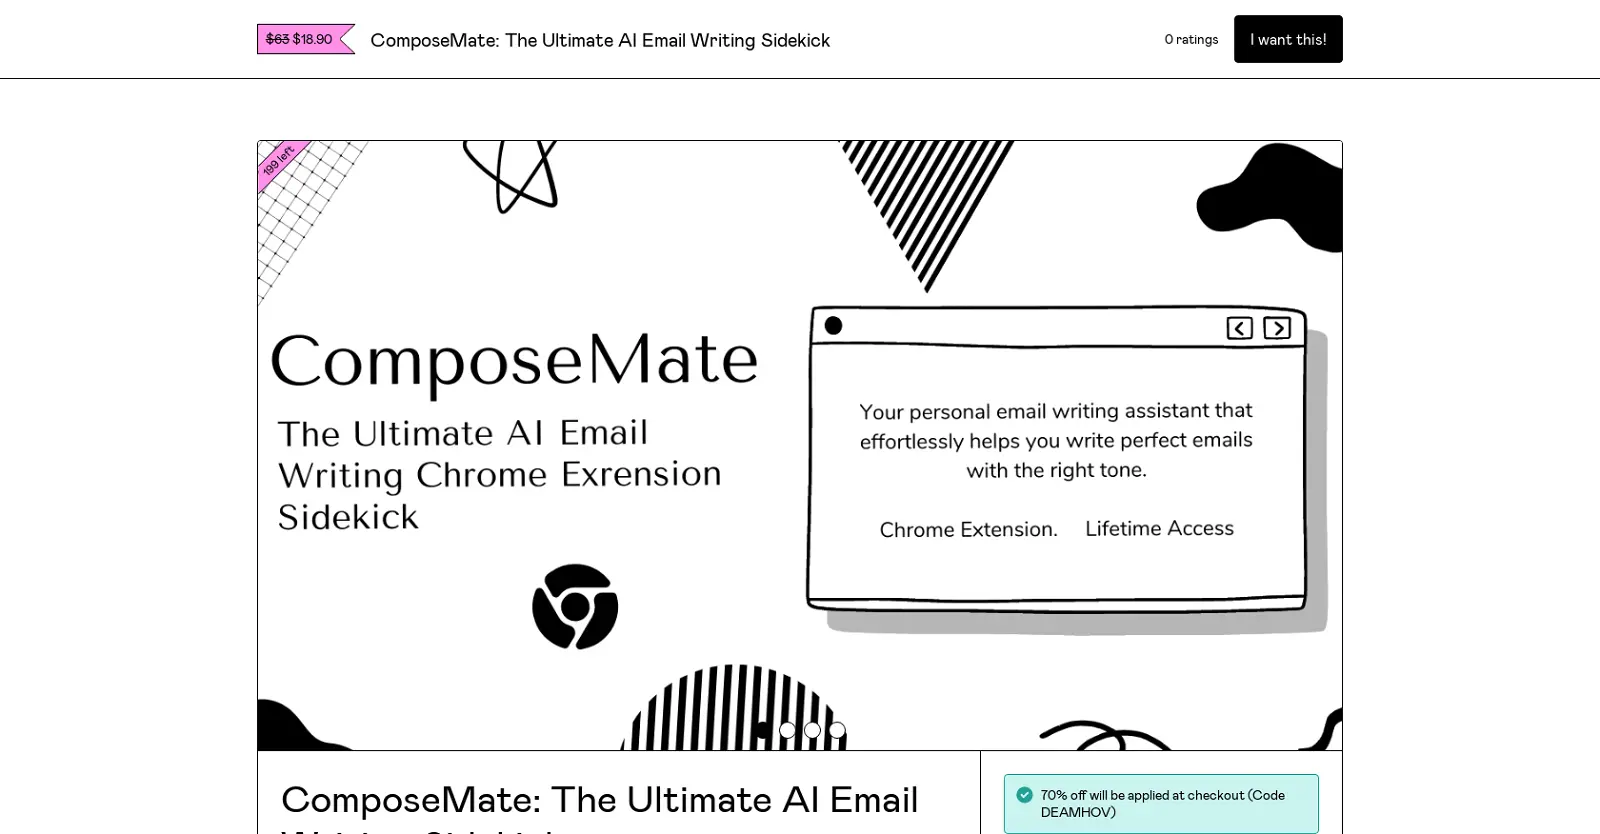 $63 $18.90
ComposeMate: The Ultimate AI Email Writing Sidekick
0 ratings
I want this!
199 left
ComposeMate
The Ultimate AI Email
Writing Chrome Exrension
Sidekick
Your personal email writing assistant that
effortlessly helps you write perfect emails
with the right tone.
Chrome Extension. Lifetime Access
ComposeMate: The Ultimate AI Email
Writing Sidekick
70% off will be applied at checkout (Code
DEAMHOV)